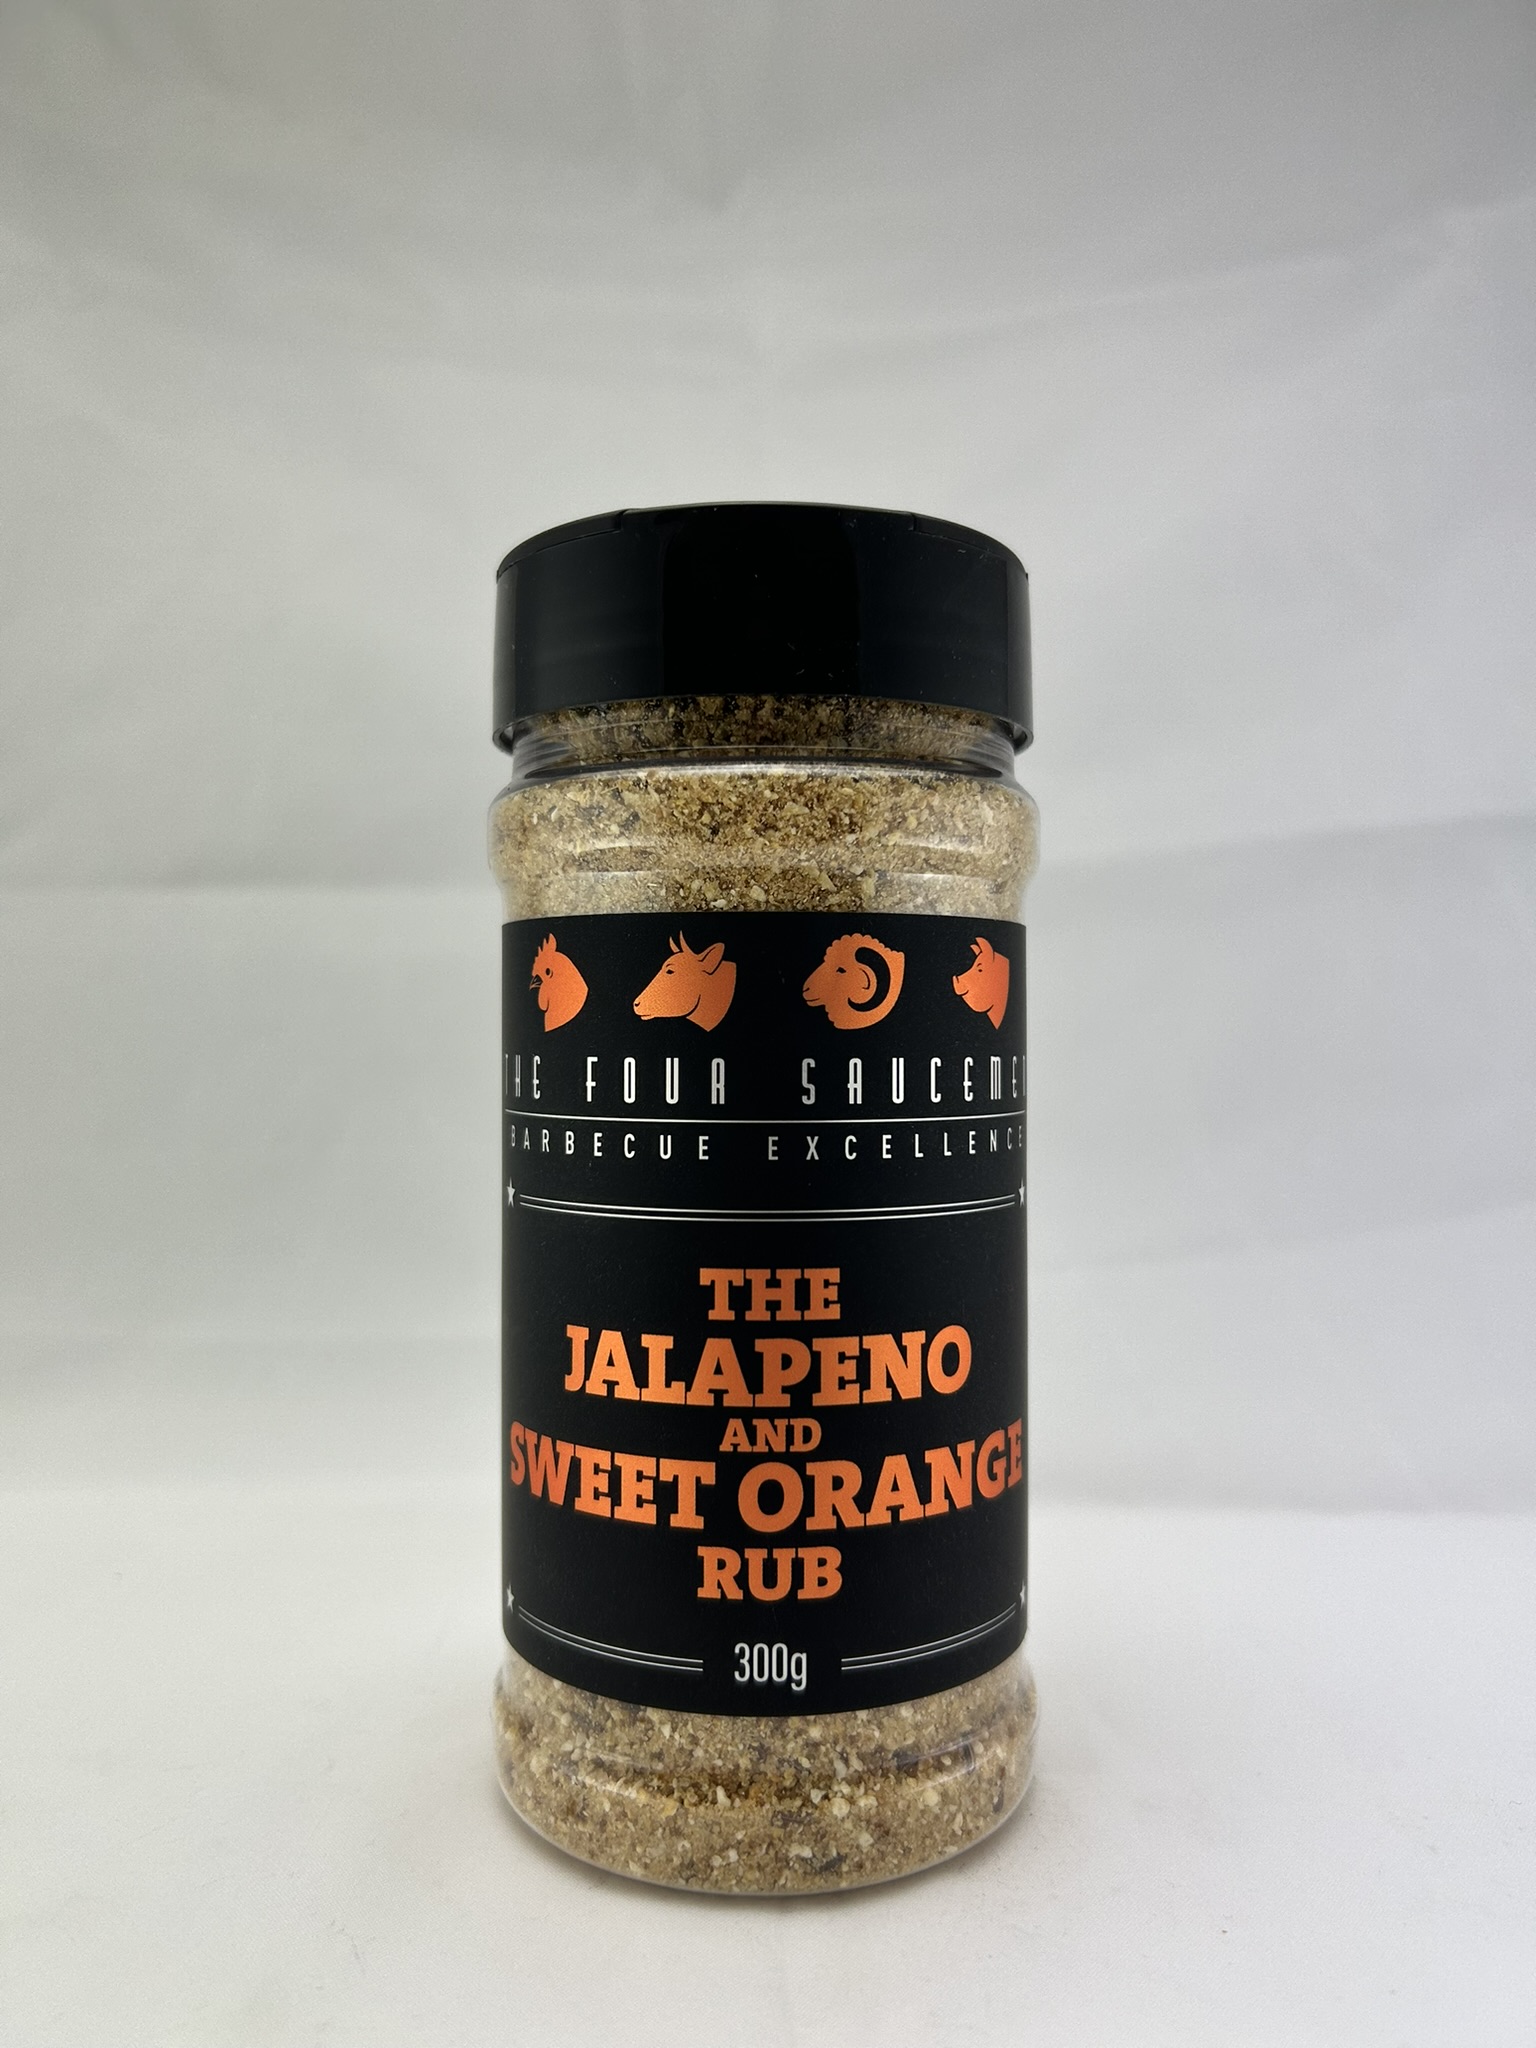 THE FOUR SAUCEMEN
BARBECUE EXCELLENCE
THE
JALAPENO
AND
SWEET ORANGE
RUB
300g